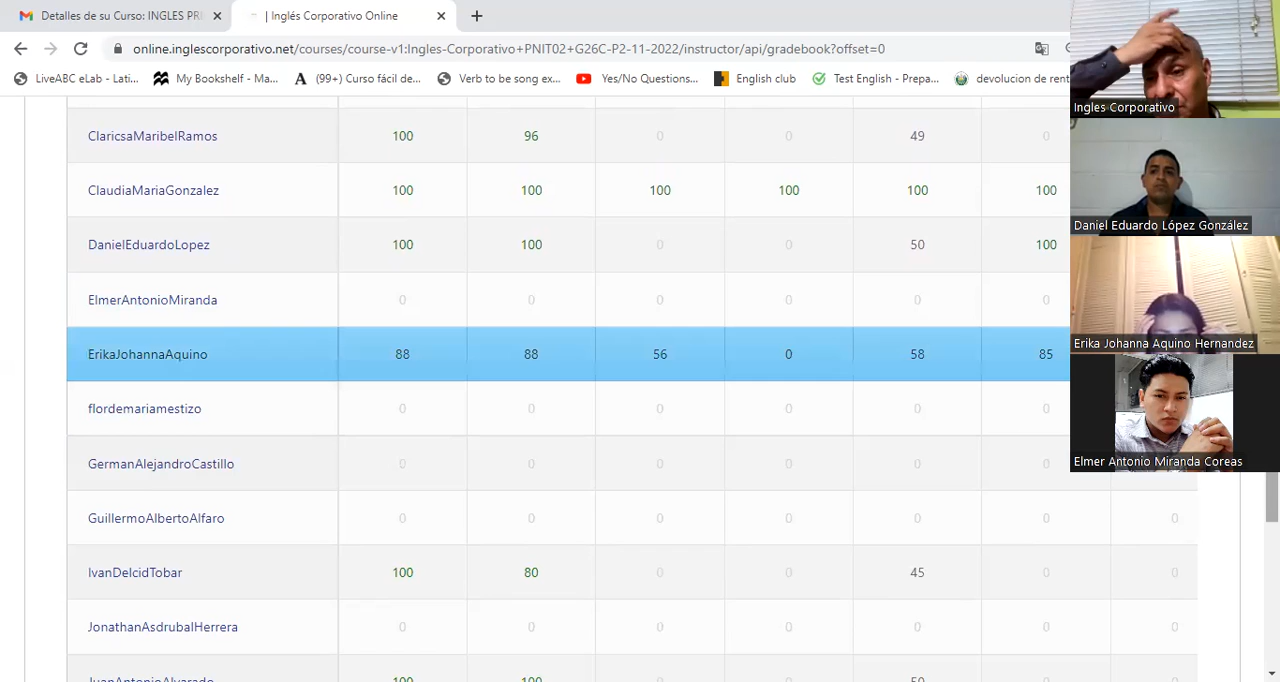 Detalles de su Curso: INGLES PRI
| Inglés Corporativo Online
online.inglescorporativo.net/courses/course-v1:Ingles-Corporativo+PNIT02+G26C-P2-11-2022/instructor/api/gradebook?offset=0
LiveABC eLab - Lati... My Bookshelf - Ma... (99+) Curso fácil de... Verb to be song ex... Yes/No Questions... English club Test English - Prepa... devolucion de rent
ClaricsaMaribelRamos 100 96 0 0 49 0
ClaudiaMariaGonzalez 100 100 100 100 100 100
DanielEduardoLopez 100 100 0 0 50 100
ElmerAntonioMiranda 0 0 0 0 0 0
ErikaJohannaAquino 88 88 56 0 58 85
flordemariamestizo 0 0 0 0 0 0
GermanAlejandroCastillo 0 0 0 0 0 0
GuillermoAlbertoAlfaro 0 0 0 0 0 0 0
IvanDelcidTobar 100 80 0 0 45 0 0
JonathanAsdrubalHerrera 0 0 0 0 0 0 0
JuanAntonioAlvarado 100 100 50
Ingles Corporativo
Daniel Eduardo López González
Erika Johanna Aquino Hernandez
Elmer Antonio Miranda Coreas